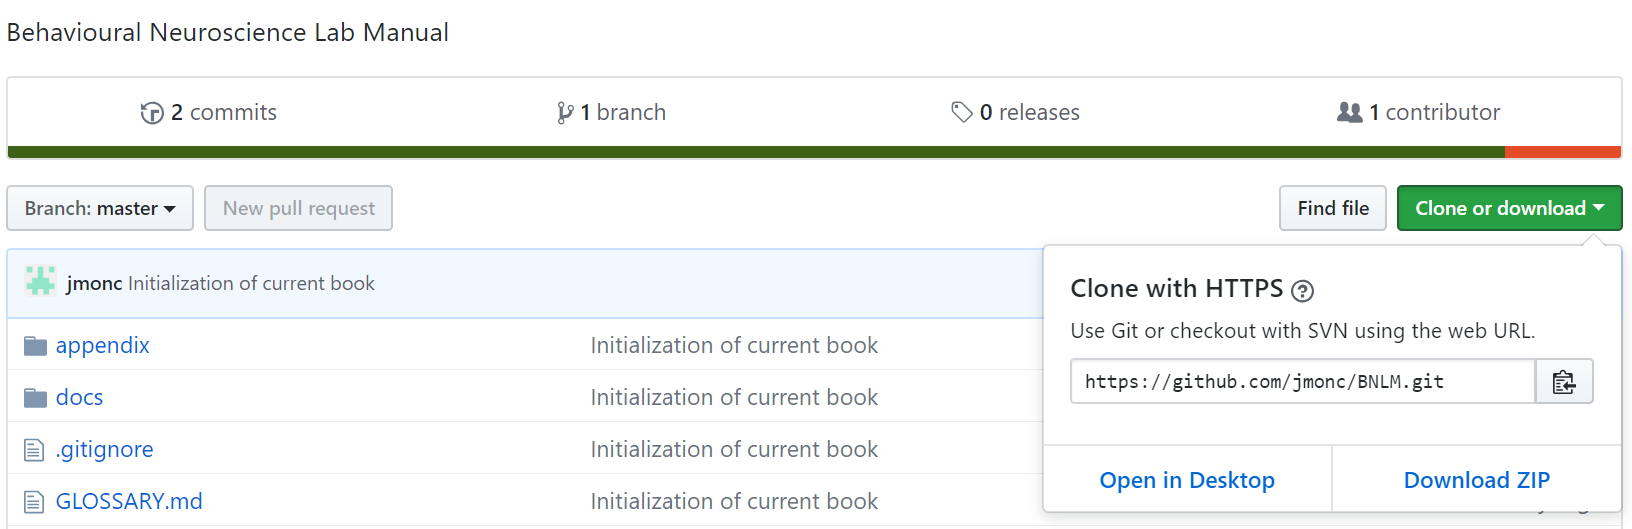 Behavioural Neuroscience Lab Manual
2 commits
1 branch
0 releases
1 contributor
Branch: master
New pull request
Find file
Clone or download
jmonc Initialization of current book
Clone with HTTPS
Use Git or checkout with SVN using the web URL.
https://github.com/jmonc/BNLM.git
Open in Desktop
Download ZIP
appendix Initialization of current book
docs Initialization of current book
.gitignore Initialization of current book
GLOSSARY.md Initialization of current book